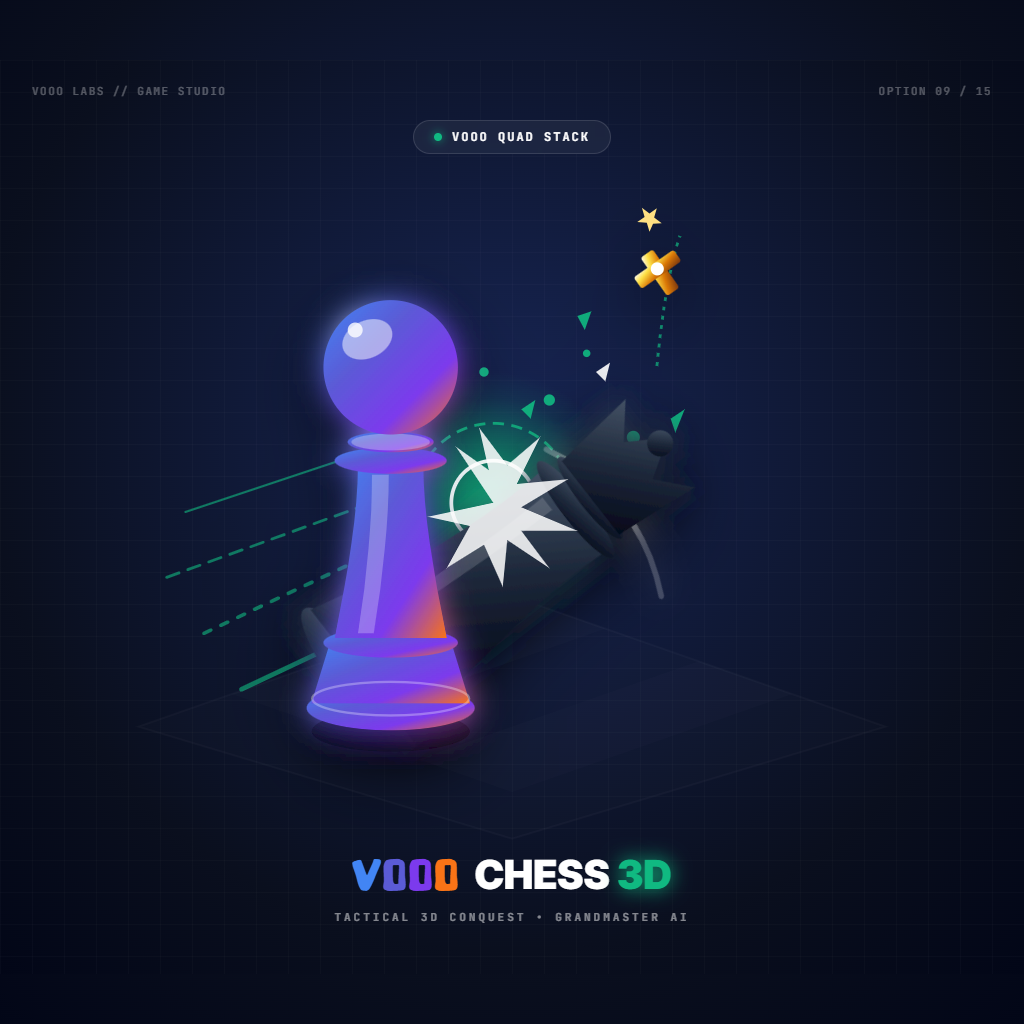 VOOO LABS // GAME STUDIO
OPTION 09 / 15
VOOO QUAD STACK
VOOO CHESS 3D
TACTICAL 3D CONQUEST • GRANDMASTER AI